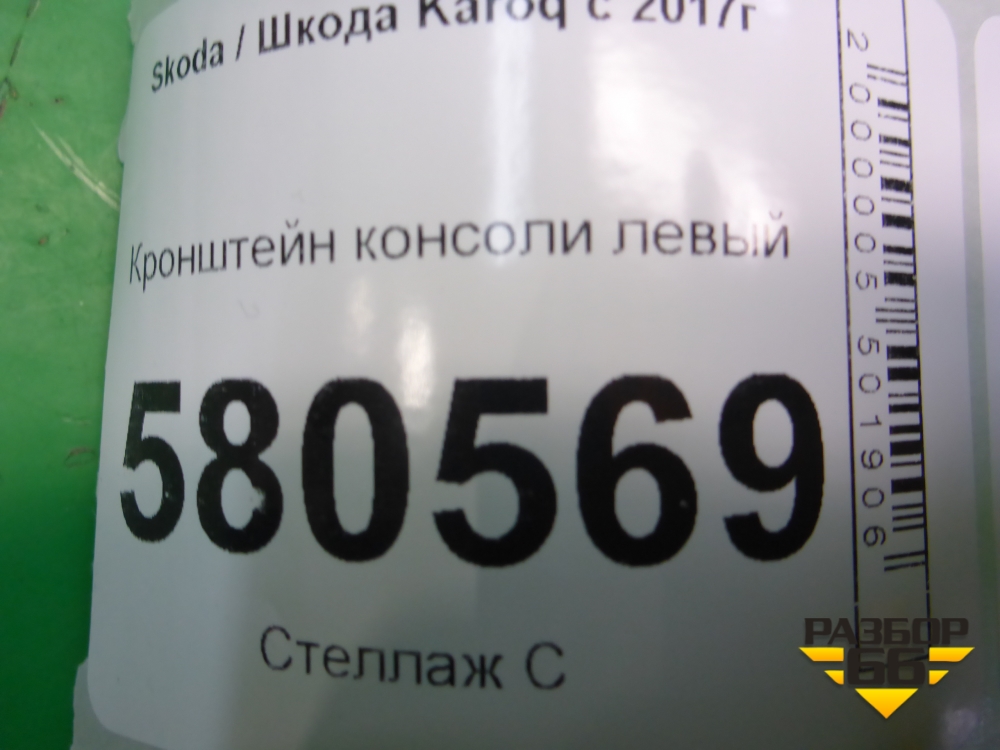 Skoda / Шкода Karoq с 2017г
Кронштейн консоли левый
580569
Стеллаж С
2000005501906
РАЗБОР
66